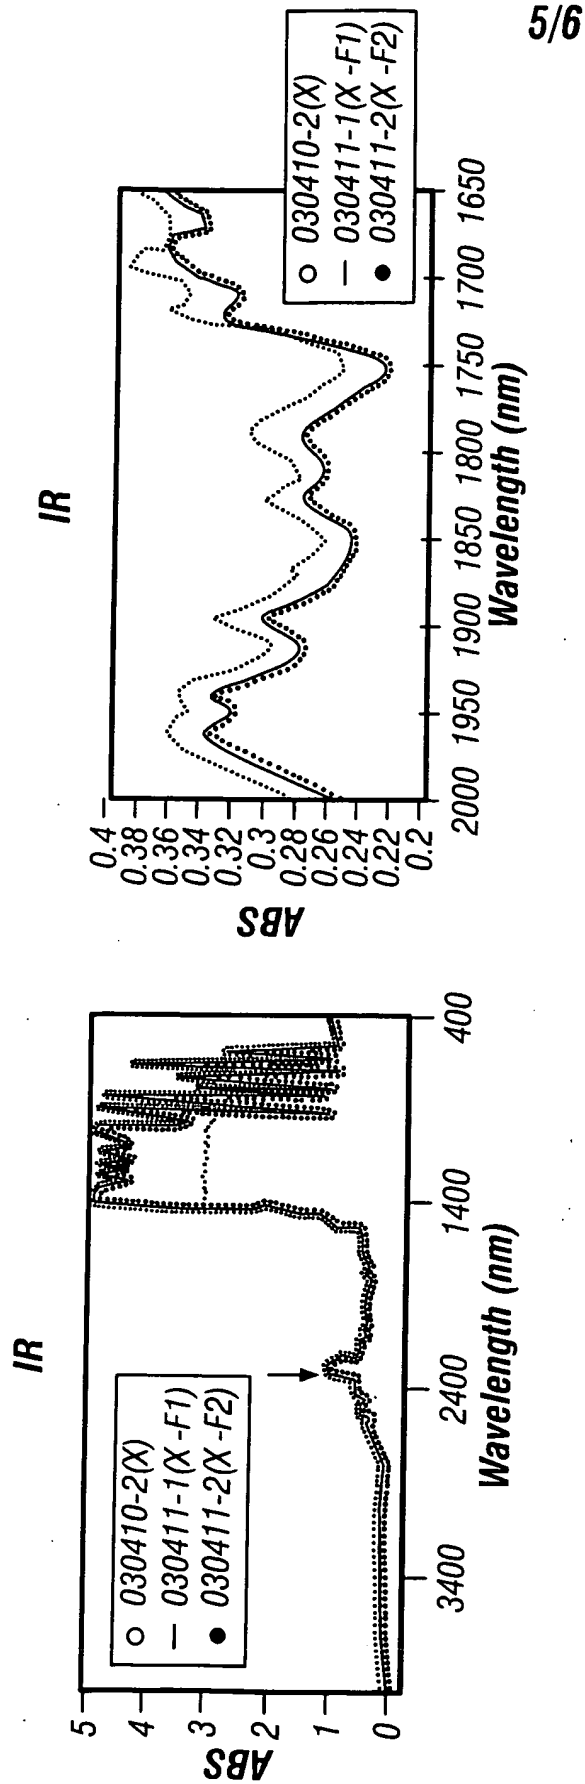 5/6
IR
ABS
5
4
3
2
1
0
3400
2400
1400
400
Wavelength (nm)
030410-2(X)
030411-1(X -F1)
030411-2(X -F2)
IR
ABS
0.4
0.38
0.36
0.34
0.32
0.3
0.28
0.26
0.24
0.22
0.2
2000 1950 1900 1850 1800 1750 1700 1650
Wavelength (nm)
030410-2(X)
030411-1(X -F1)
030411-2(X -F2)